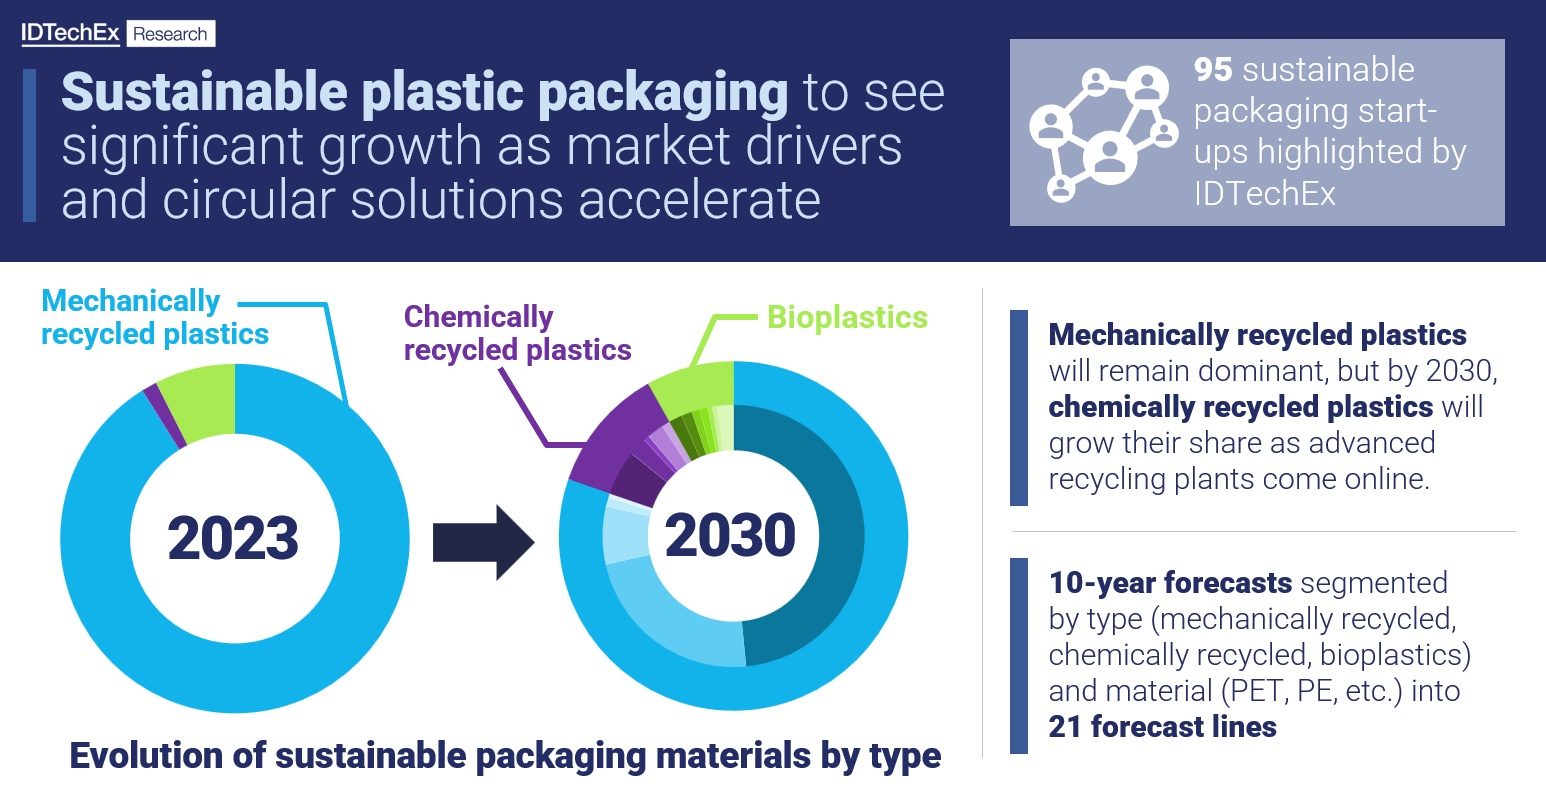 IDTechEx Research
Sustainable plastic packaging to see
significant growth as market drivers
and circular solutions accelerate
95 sustainable
packaging start-
ups highlighted by
IDTechEx
Mechanically
recycled plastics
Chemically
recycled plastics
Bioplastics
2023
2030
Evolution of sustainable packaging materials by type
Mechanically recycled plastics
will remain dominant, but by 2030,
chemically recycled plastics will
grow their share as advanced
recycling plants come online.
10-year forecasts segmented
by type (mechanically recycled,
chemically recycled, bioplastics)
and material (PET, PE, etc.) into
21 forecast lines